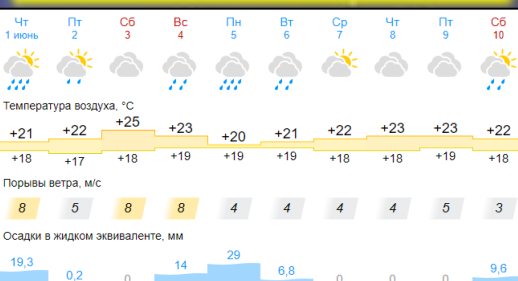 Чт Пт Сб Вс Пн Вт Ср Чт Пт Сб
1 июнь 2 3 4 5 6 7 8 9 10
Температура воздуха, °C
+21 +22 +25 +23 +20 +21 +22 +23 +23 +22
+18 +17 +18 +19 +19 +19 +18 +18 +19 +18
Порывы ветра, м/с
8 5 8 8 4 4 4 4 5 3
Осадки в жидком эквиваленте, мм
19,3 0,2 0 14 29 6,8 0 0 0 9,6